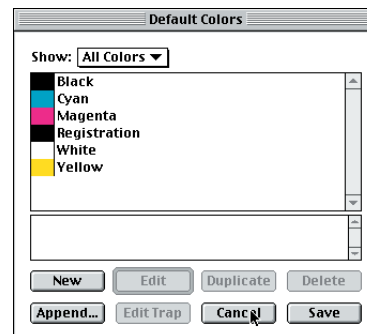 Default Colors
Show: All Colors
Black
Cyan
Magenta
Registration
White
Yellow
New Edit Duplicate Delete
Append... Edit Trap Cancel Save